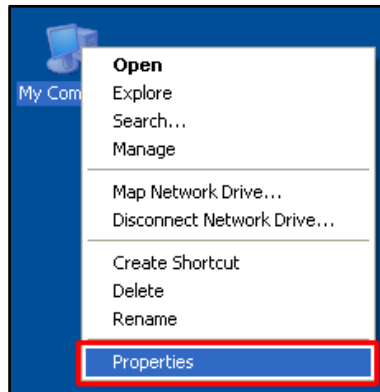 My Com
Open
Explore
Search...
Manage
Map Network Drive...
Disconnect Network Drive...
Create Shortcut
Delete
Rename
Properties